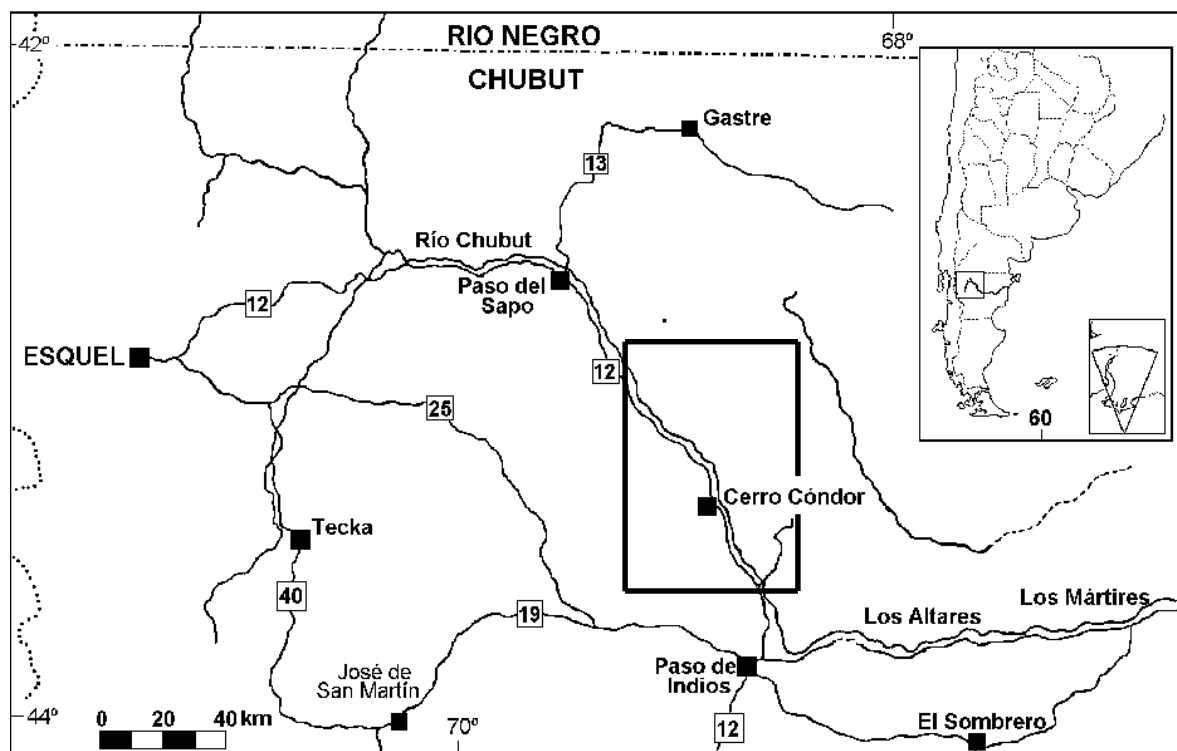 RIO NEGRO
42º
68º
CHUBUT
Gastre
13
Río Chubut
Paso del
Sapo
12
ESQUEL
12
25
60
Cerro Cóndor
Tecka
40
19
Los Mártires
Los Altares
José de
San Martín
Paso de
Indios
44º
0 20 40 km
70º
12
El Sombrero